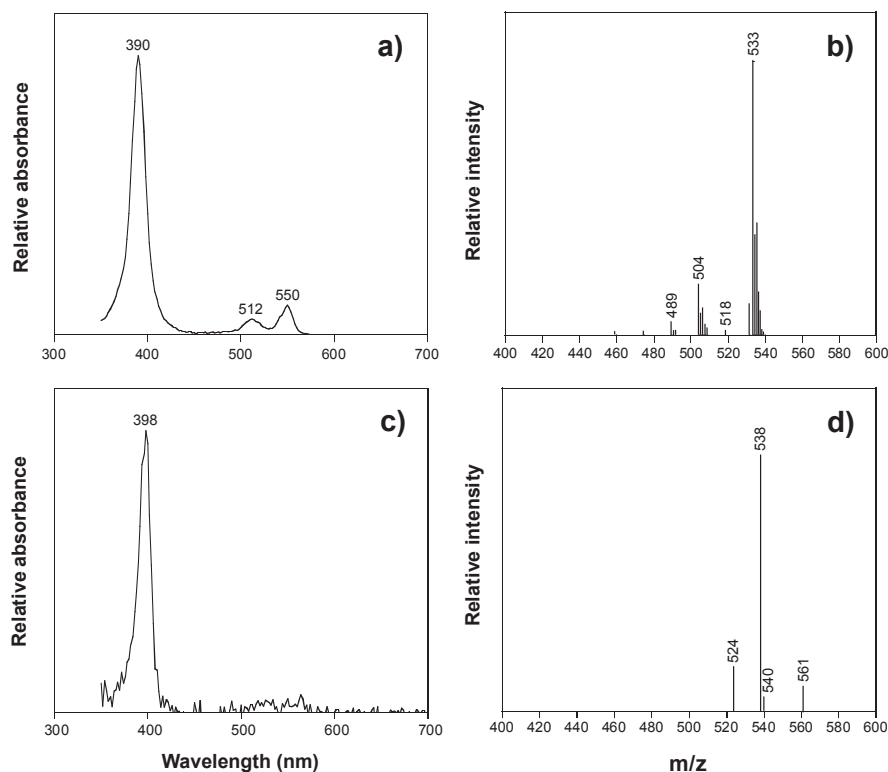 a)
Relative absorbance
390
512
550
300 400 500 600 700
b)
Relative intensity
533
504
489
518
400 420 440 460 480 500 520 540 560 580 600
c)
Relative absorbance
398
300 400 500 600 700
Wavelength (nm)
d)
Relative intensity
538
524
540
561
400 420 440 460 480 500 520 540 560 580 600
m/z